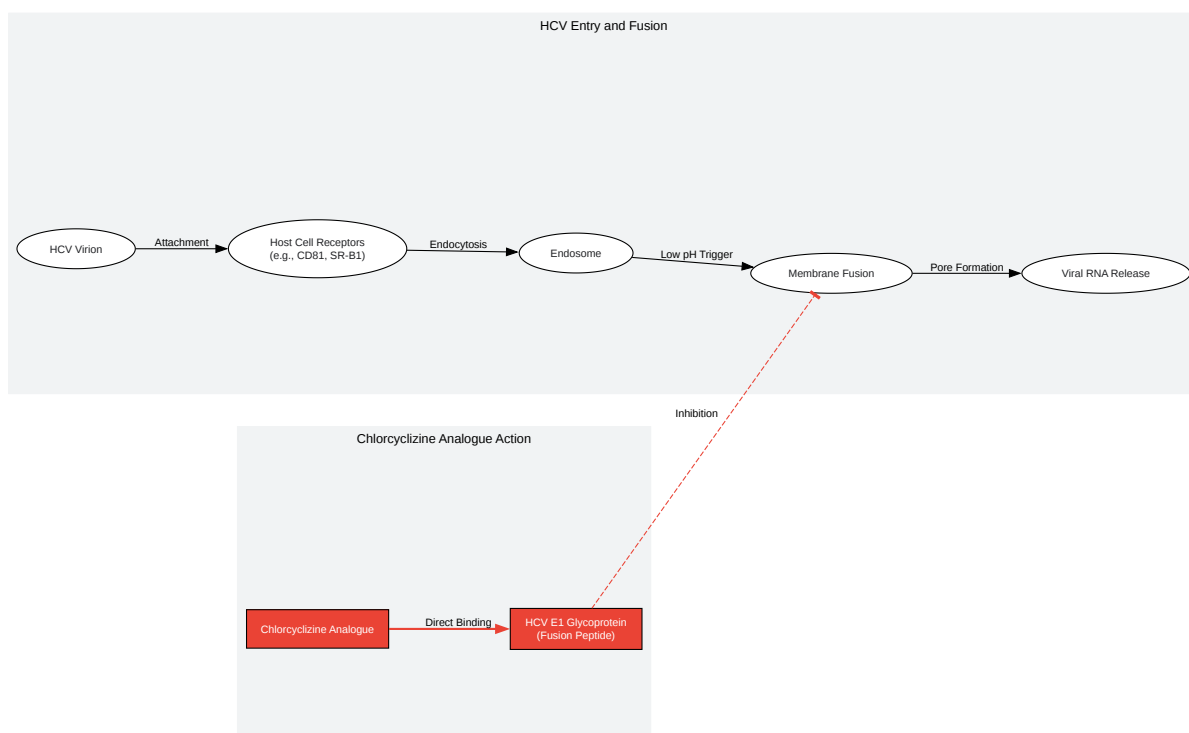 HCV Entry and Fusion
HCV Virion
Attachment
Host Cell Receptors
(e.g., CD81, SR-B1)
Endocytosis
Endosome
Low pH Trigger
Membrane Fusion
Pore Formation
Viral RNA Release
Inhibition
Chlorcyclizine Analogue Action
Chlorcyclizine Analogue
Direct Binding
HCV E1 Glycoprotein
(Fusion Peptide)